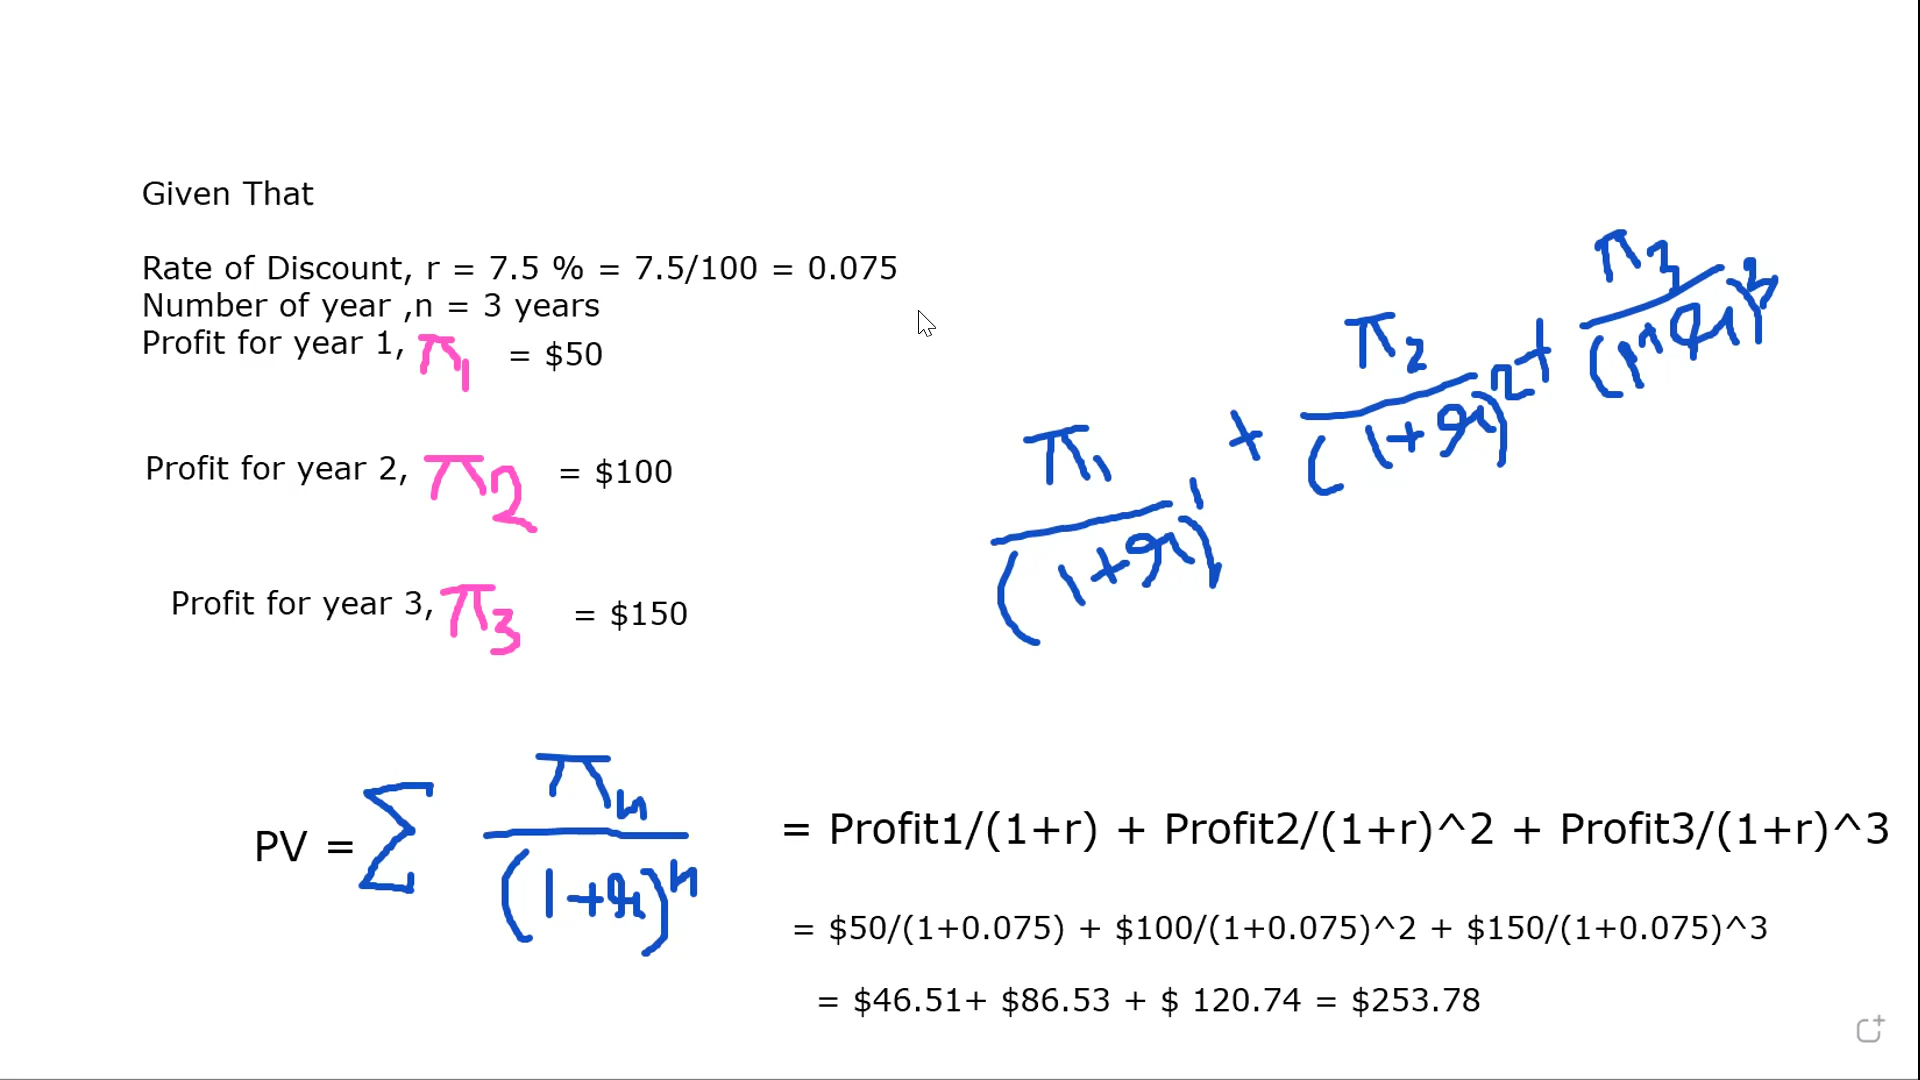 Given That
Rate of Discount, r = 7.5 % = 7.5/100 = 0.075
Number of year ,n = 3 years
Profit for year 1, π1 = $50
Profit for year 2, π2 = $100
Profit for year 3, π3 = $150
π1/(1+r)^1 + π2/(1+r)^2 + π3/(1+r)^3
PV = Σ πn/(1+r)^n = Profit1/(1+r) + Profit2/(1+r)^2 + Profit3/(1+r)^3
= $50/(1+0.075) + $100/(1+0.075)^2 + $150/(1+0.075)^3
= $46.51+ $86.53 + $ 120.74 = $253.78